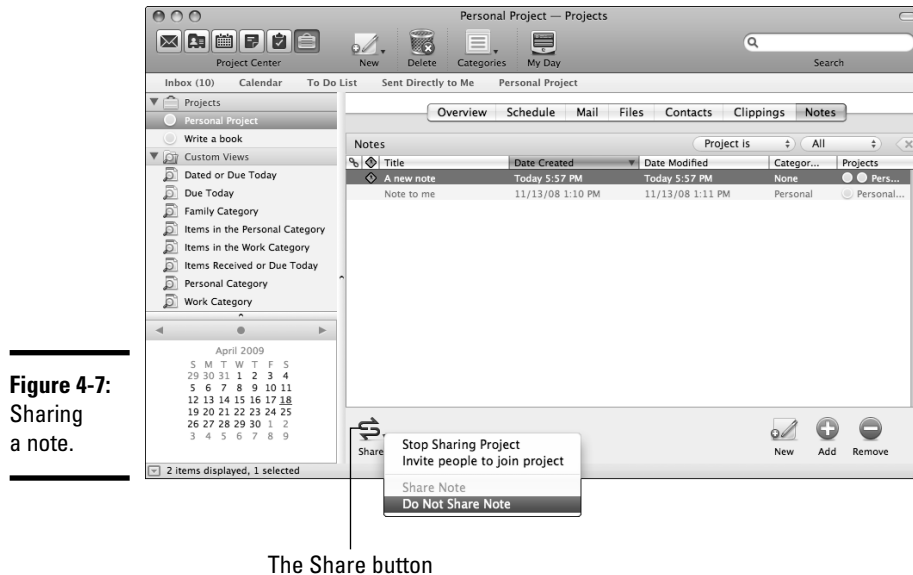 Personal Project — Projects
Project Center
New
Delete
Categories
My Day
Search
Inbox (10) Calendar To Do List Sent Directly to Me Personal Project
Projects
Personal Project
Write a book
Custom Views
Dated or Due Today
Due Today
Family Category
Items in the Personal Category
Items in the Work Category
Items Received or Due Today
Personal Category
Work Category
April 2009
S M T W T F S
29 30 31 1 2 3 4
5 6 7 8 9 10 11
12 13 14 15 16 17 18
19 20 21 22 23 24 25
26 27 28 29 30 1 2
3 4 5 6 7 8 9
2 items displayed, 1 selected
Overview Schedule Mail Files Contacts Clippings Notes
Notes Project is All
Title Date Created Date Modified Categor... Projects
A new note Today 5:57 PM Today 5:57 PM None Pers...
Note to me 11/13/08 1:10 PM 11/13/08 1:11 PM Personal Personal...
Share
Stop Sharing Project
Invite people to join project
Share Note
Do Not Share Note
New Add Remove
Figure 4-7:
Sharing
a note.
The Share button